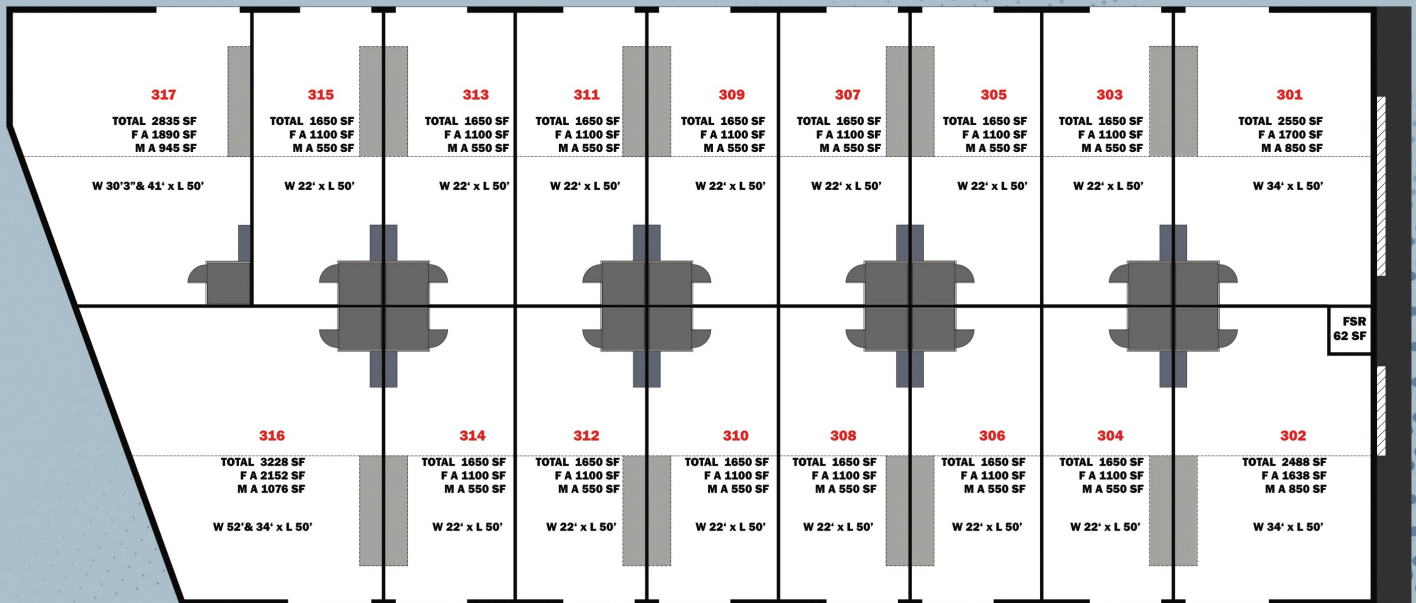 317
TOTAL 2835 SF
F A 1890 SF
M A 945 SF
W 30'3"& 41' x L 50'
315
TOTAL 1650 SF
F A 1100 SF
M A 550 SF
W 22' x L 50'
313
TOTAL 1650 SF
F A 1100 SF
M A 550 SF
W 22' x L 50'
311
TOTAL 1650 SF
F A 1100 SF
M A 550 SF
W 22' x L 50'
309
TOTAL 1650 SF
F A 1100 SF
M A 550 SF
W 22' x L 50'
307
TOTAL 1650 SF
F A 1100 SF
M A 550 SF
W 22' x L 50'
305
TOTAL 1650 SF
F A 1100 SF
M A 550 SF
W 22' x L 50'
303
TOTAL 1650 SF
F A 1100 SF
M A 550 SF
W 22' x L 50'
301
TOTAL 2550 SF
F A 1700 SF
M A 850 SF
W 34' x L 50'
FSR
62 SF
316
TOTAL 3228 SF
F A 2152 SF
M A 1076 SF
W 52'& 34' x L 50'
314
TOTAL 1650 SF
F A 1100 SF
M A 550 SF
W 22' x L 50'
312
TOTAL 1650 SF
F A 1100 SF
M A 550 SF
W 22' x L 50'
310
TOTAL 1650 SF
F A 1100 SF
M A 550 SF
W 22' x L 50'
308
TOTAL 1650 SF
F A 1100 SF
M A 550 SF
W 22' x L 50'
306
TOTAL 1650 SF
F A 1100 SF
M A 550 SF
W 22' x L 50'
304
TOTAL 1650 SF
F A 1100 SF
M A 550 SF
W 22' x L 50'
302
TOTAL 2488 SF
F A 1638 SF
M A 850 SF
W 34' x L 50'